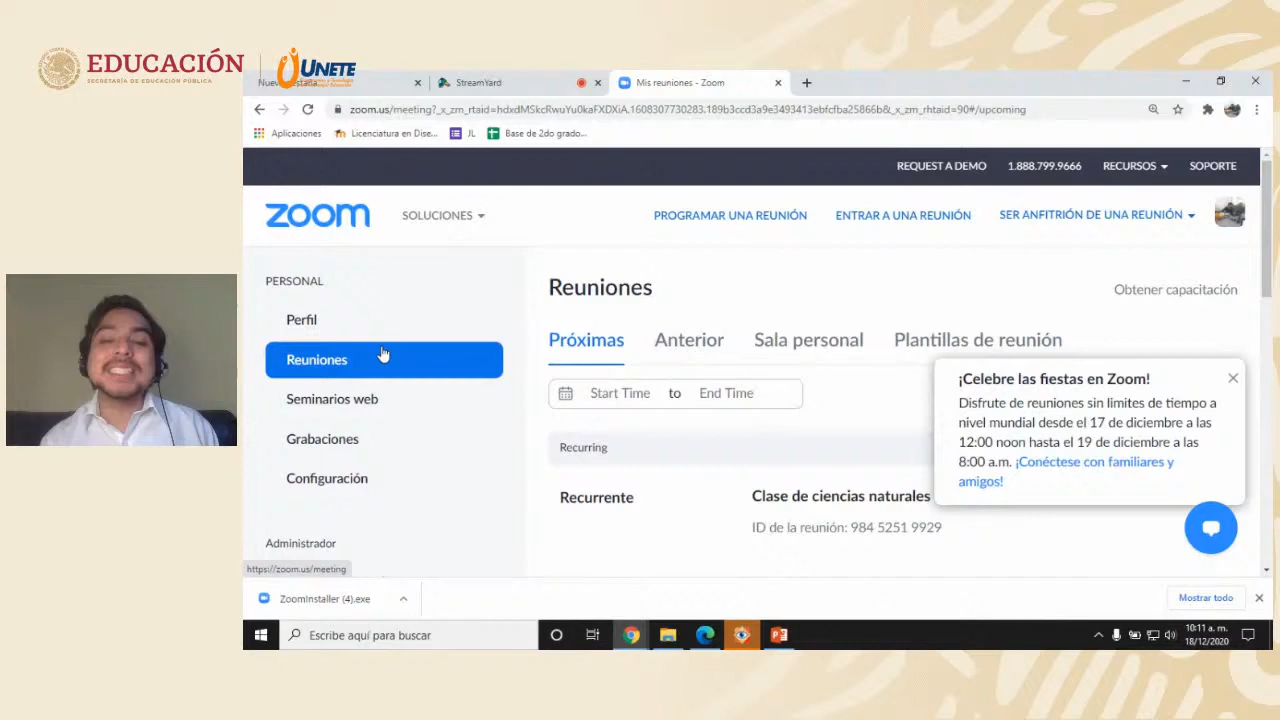 EDUCACIÓN
SECRETARÍA DE EDUCACIÓN PÚBLICA
UNETE
StreamYard
Mis reuniones - Zoom
zoom.us/meeting?_x_zm_rtaid=hdxdMSkcRwuYu0kaFXDXiA.1608307730283.189b3ccd3a9e3493413ebfcfba25866b&_x_zm_rhtaid=90#/upcoming
Aplicaciones
Licenciatura en Dise...
JL
Base de 2do grado...
REQUEST A DEMO
1.888.799.9666
RECURSOS
SOPORTE
zoom
SOLUCIONES
PROGRAMAR UNA REUNIÓN
ENTRAR A UNA REUNIÓN
SER ANFITRIÓN DE UNA REUNIÓN
PERSONAL
Perfil
Reuniones
Seminarios web
Grabaciones
Configuración
Administrador
https://zoom.us/meeting
Reuniones
Obtener capacitación
Próximas
Anterior
Sala personal
Plantillas de reunión
Start Time to End Time
Recurring
Recurrente
Clase de ciencias naturales
ID de la reunión: 984 5251 9929
¡Celebre las fiestas en Zoom!
Disfrute de reuniones sin limites de tiempo a
nivel mundial desde el 17 de diciembre a las
12:00 noon hasta el 19 de diciembre a las
8:00 a.m. ¡Conéctese con familiares y
amigos!
ZoomInstaller (4).exe
Mostrar todo
Escribe aquí para buscar
10:11 a. m.
18/12/2020